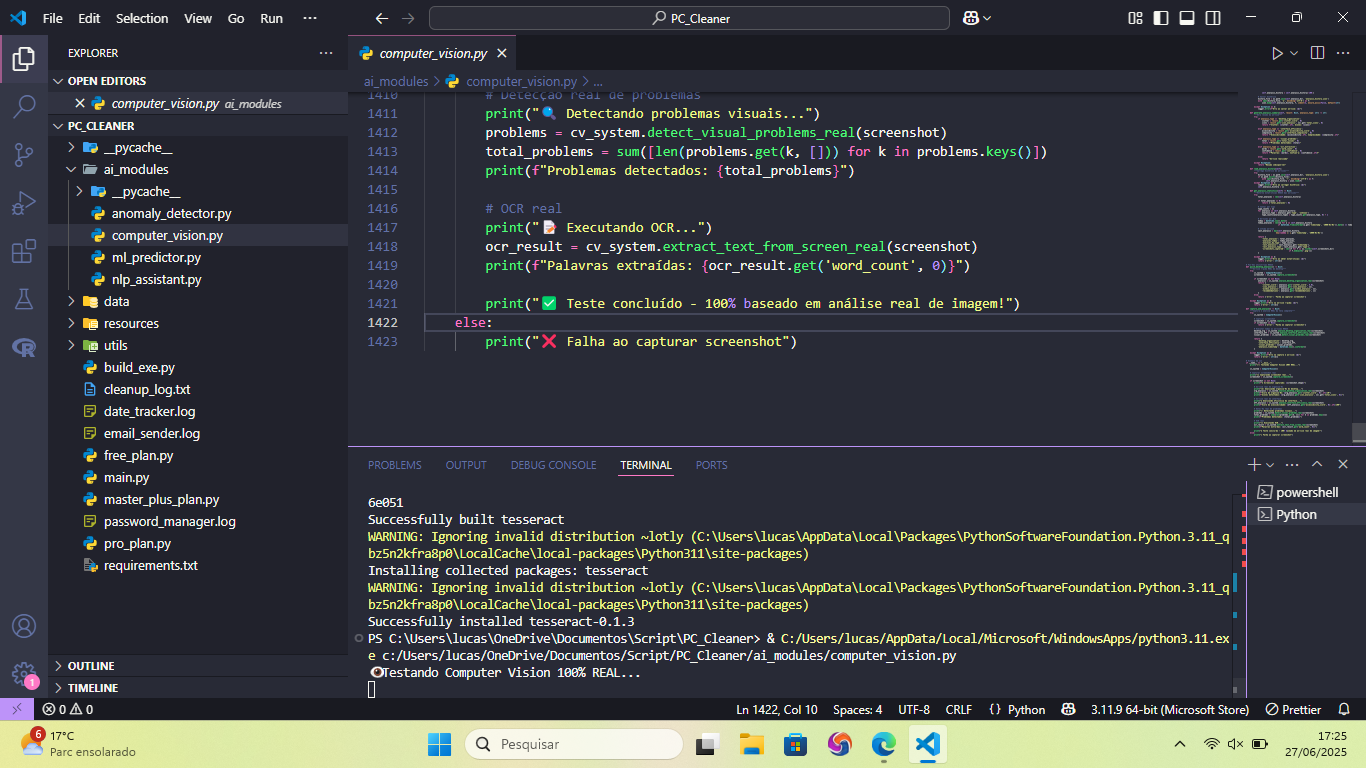 File Edit Selection View Go Run ··· PC_Cleaner
EXPLORER ···
OPEN EDITORS
computer_vision.py ai_modules
PC_CLEANER
__pycache__
ai_modules
__pycache__
anomaly_detector.py
computer_vision.py
ml_predictor.py
nlp_assistant.py
data
resources
utils
build_exe.py
cleanup_log.txt
date_tracker.log
email_sender.log
free_plan.py
main.py
master_plus_plan.py
password_manager.log
pro_plan.py
requirements.txt
OUTLINE
TIMELINE
1
computer_vision.py
ai_modules > computer_vision.py > ...
1410 # Detecção real de problemas
1411 print("🔍 Detectando problemas visuais...")
1412 problems = cv_system.detect_visual_problems_real(screenshot)
1413 total_problems = sum([len(problems.get(k, [])) for k in problems.keys()])
1414 print(f"Problemas detectados: {total_problems}")
1415
1416 # OCR real
1417 print("📝 Executando OCR...")
1418 ocr_result = cv_system.extract_text_from_screen_real(screenshot)
1419 print(f"Palavras extraídas: {ocr_result.get('word_count', 0)}")
1420
1421 print("✅ Teste concluído - 100% baseado em análise real de imagem!")
1422 else:
1423 print("❌ Falha ao capturar screenshot")
PROBLEMS OUTPUT DEBUG CONSOLE TERMINAL PORTS
6e051
Successfully built tesseract
WARNING: Ignoring invalid distribution ~lotly (C:\Users\lucas\AppData\Local\Packages\PythonSoftwareFoundation.Python.3.11_q
bz5n2kfra8p0\LocalCache\local-packages\Python311\site-packages)
Installing collected packages: tesseract
WARNING: Ignoring invalid distribution ~lotly (C:\Users\lucas\AppData\Local\Packages\PythonSoftwareFoundation.Python.3.11_q
bz5n2kfra8p0\LocalCache\local-packages\Python311\site-packages)
Successfully installed tesseract-0.1.3
PS C:\Users\lucas\OneDrive\Documentos\Script\PC_Cleaner> & C:/Users/lucas/AppData/Local/Microsoft/WindowsApps/python3.11.ex
e c:/Users/lucas/OneDrive/Documentos/Script/PC_Cleaner/ai_modules/computer_vision.py
👁Testando Computer Vision 100% REAL...
powershell
Python
0 0 Ln 1422, Col 10 Spaces: 4 UTF-8 CRLF {} Python 3.11.9 64-bit (Microsoft Store) Prettier
6
17°C
Parc ensolarado
Pesquisar
17:25
27/06/2025